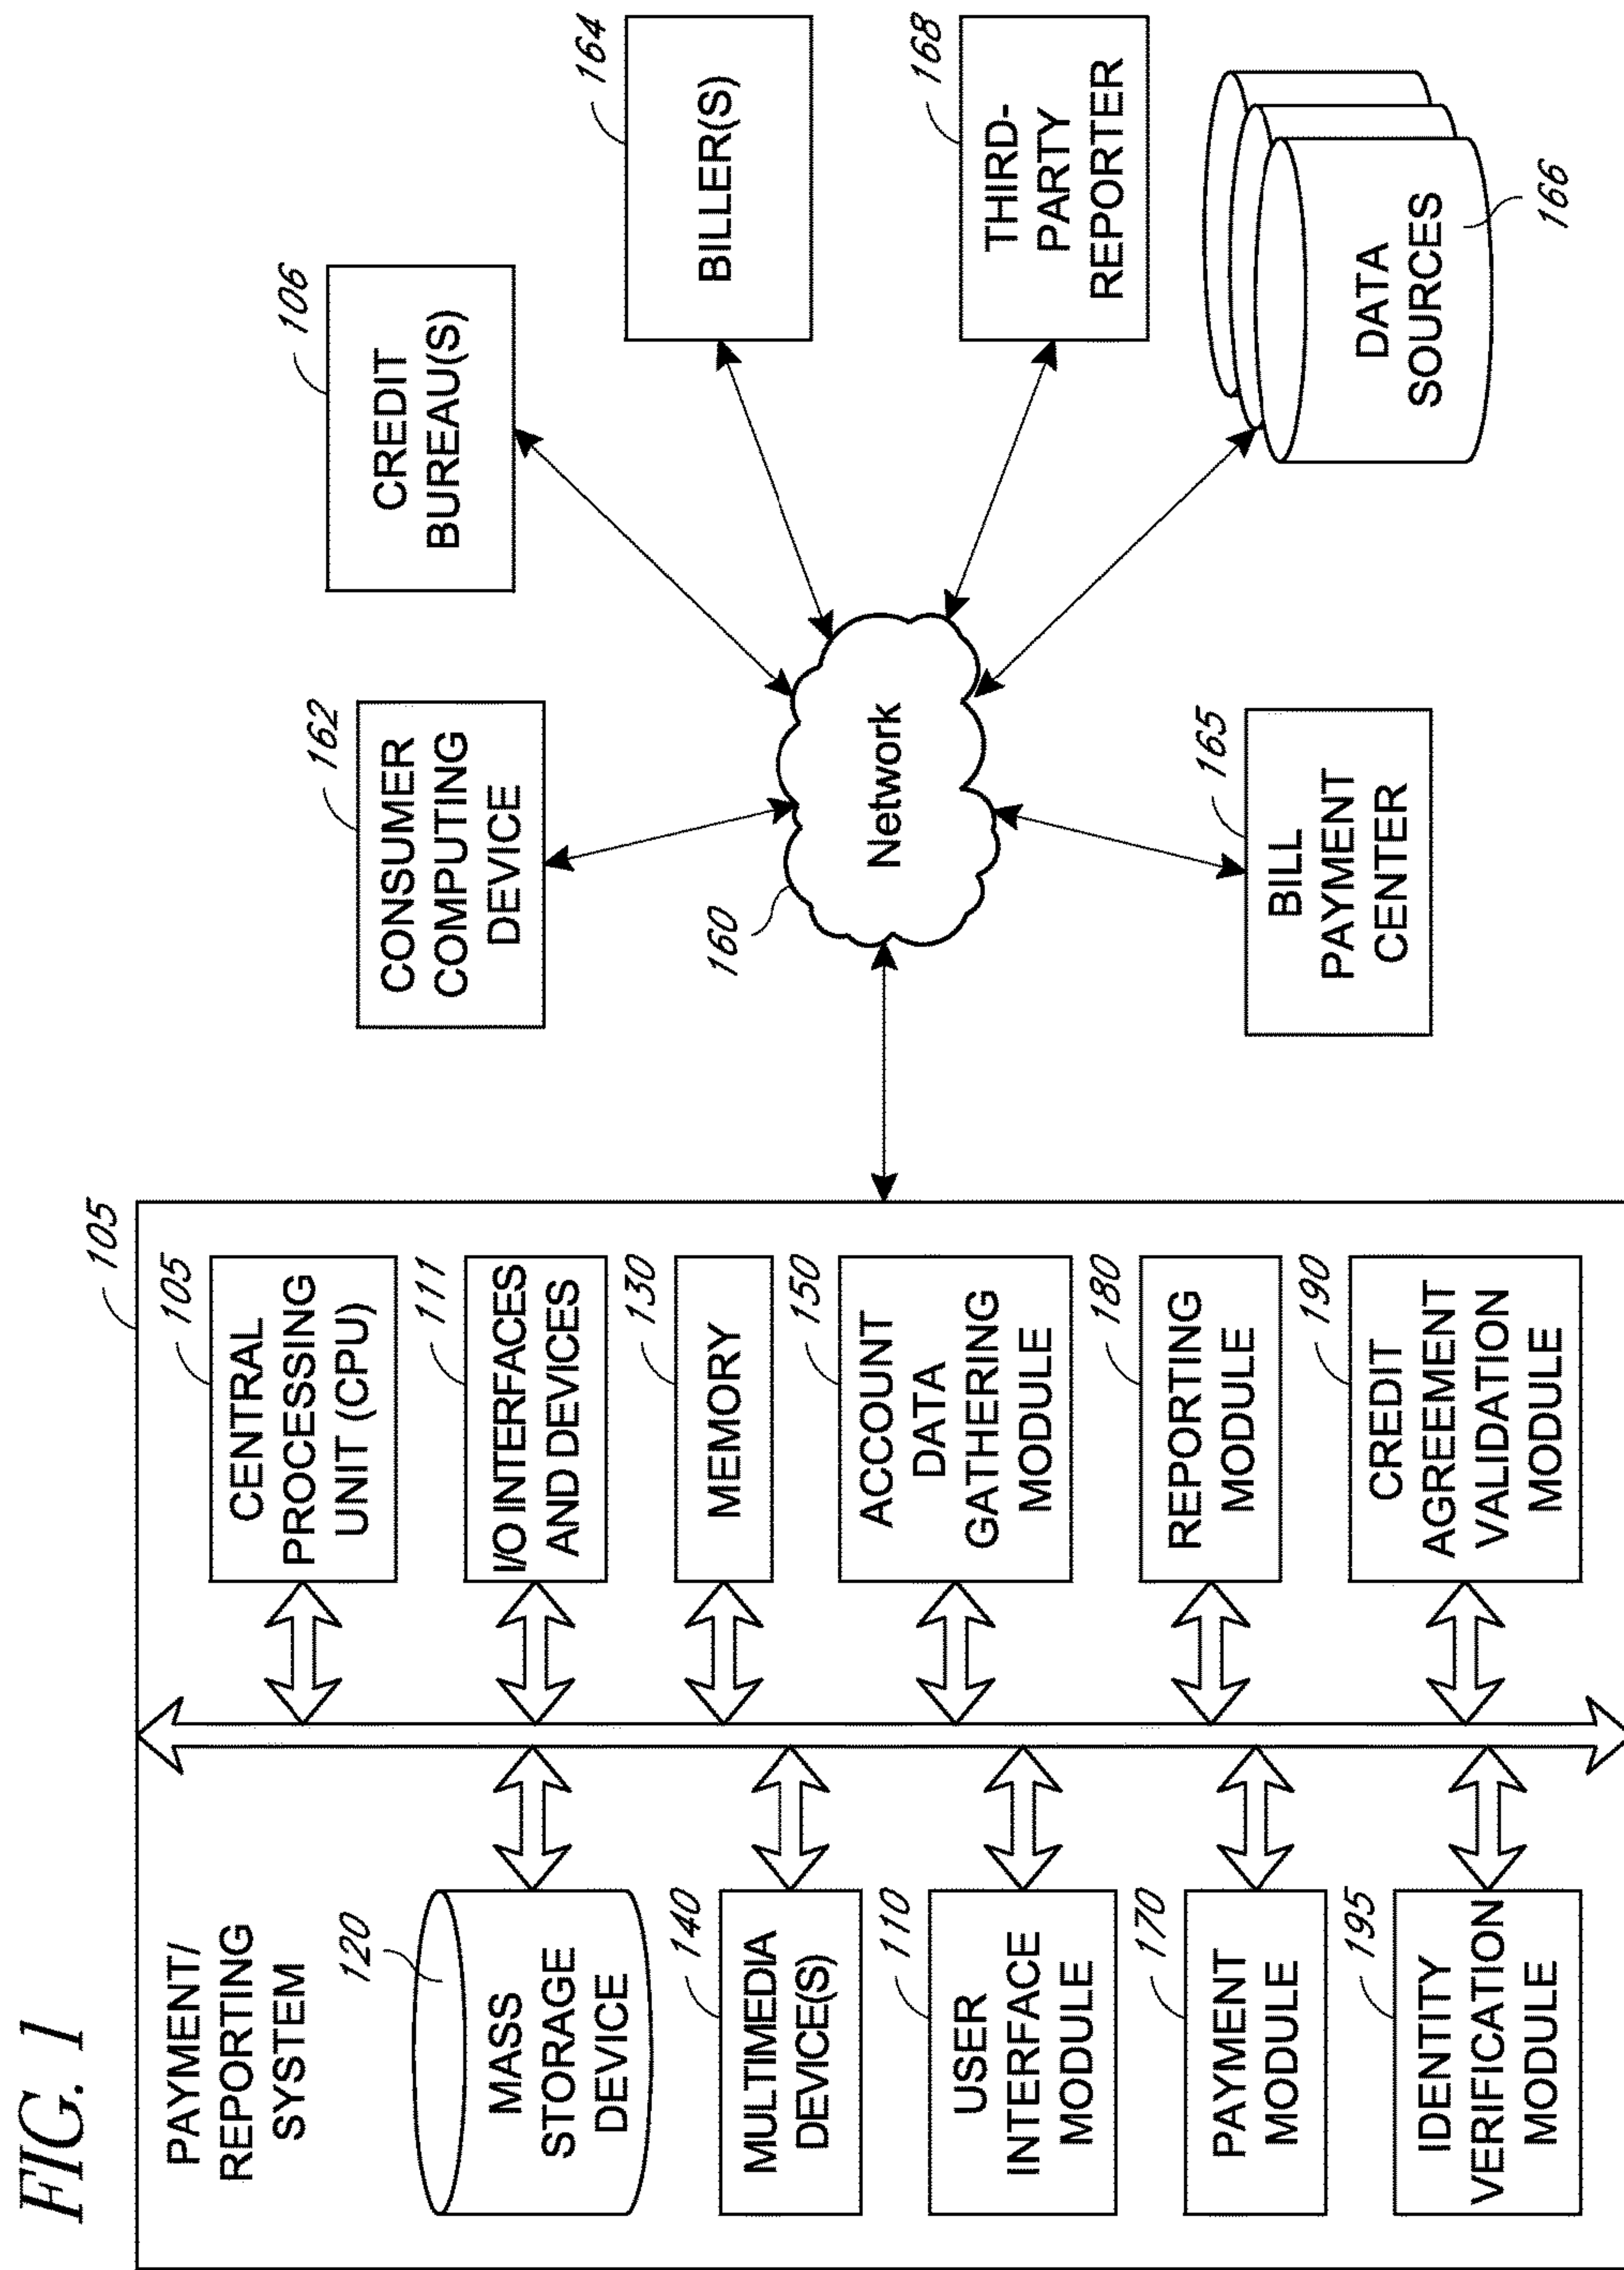 FIG. 1
PAYMENT/
REPORTING
SYSTEM
105
120
MASS
STORAGE
DEVICE
140
MULTIMEDIA
DEVICE(S)
110
USER
INTERFACE
MODULE
170
PAYMENT
MODULE
195
IDENTITY
VERIFICATION
MODULE
105
CENTRAL
PROCESSING
UNIT (CPU)
111
I/O INTERFACES
AND DEVICES
130
MEMORY
150
ACCOUNT
DATA
GATHERING
MODULE
180
REPORTING
MODULE
190
CREDIT
AGREEMENT
VALIDATION
MODULE
160
Network
162
CONSUMER
COMPUTING
DEVICE
106
CREDIT
BUREAU(S)
164
BILLER(S)
168
THIRD-
PARTY
REPORTER
DATA
SOURCES
166
165
BILL
PAYMENT
CENTER